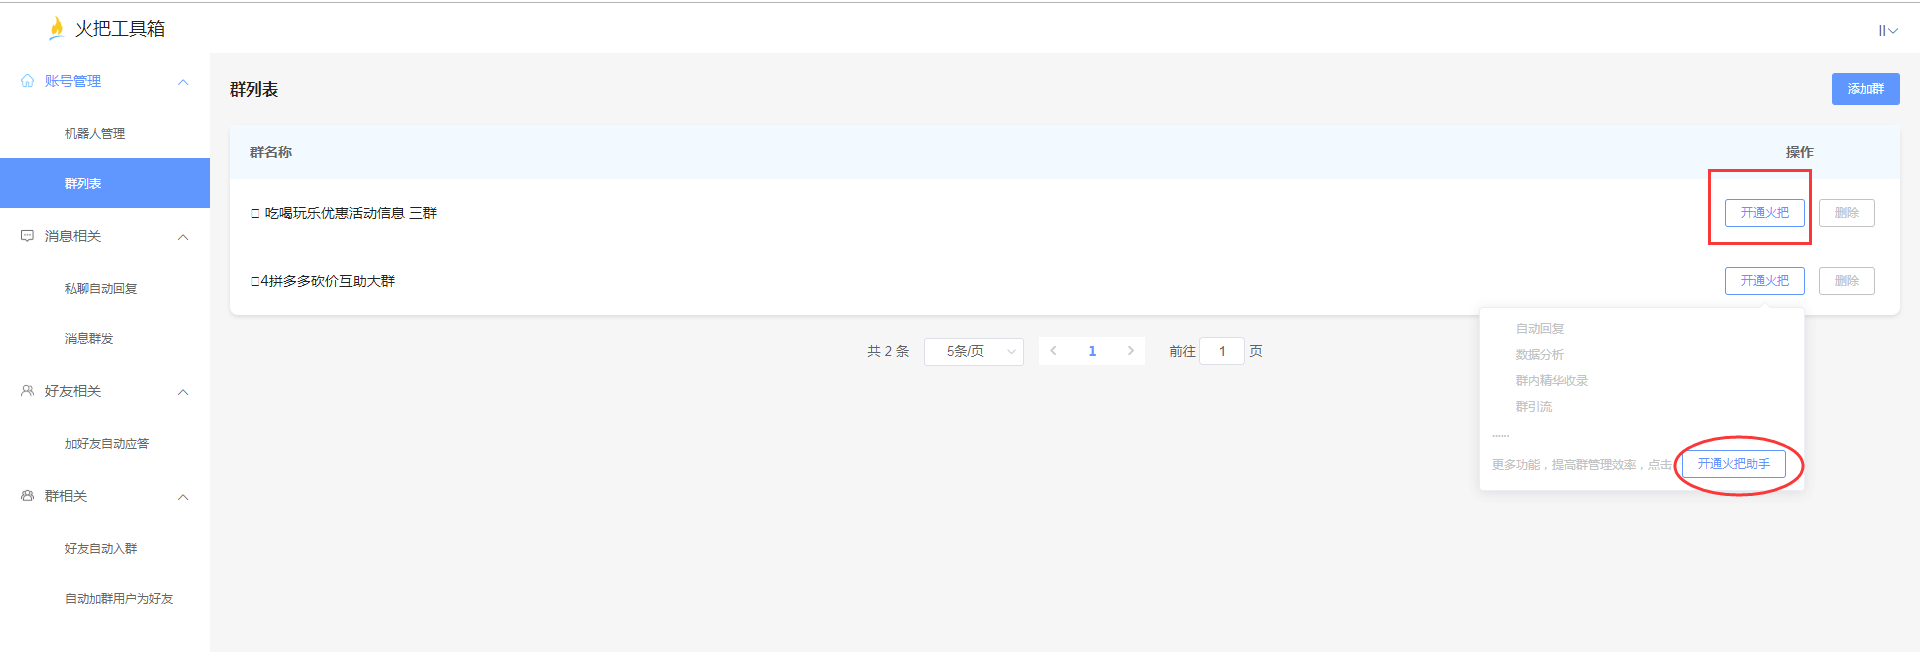 火把工具箱
账号管理
机器人管理
群列表
消息相关
私聊自动回复
消息群发
好友相关
加好友自动应答
群相关
好友自动入群
自动加群用户为好友
群列表
添加群
群名称 操作
吃喝玩乐优惠活动信息 三群 开通火把 删除
4拼多多砍价互助大群 开通火把 删除
共 2 条 5条/页 1 前往 1 页
自动回复
数据分析
群内精华收录
群引流
......
更多功能，提高群管理效率，点击 开通火把助手